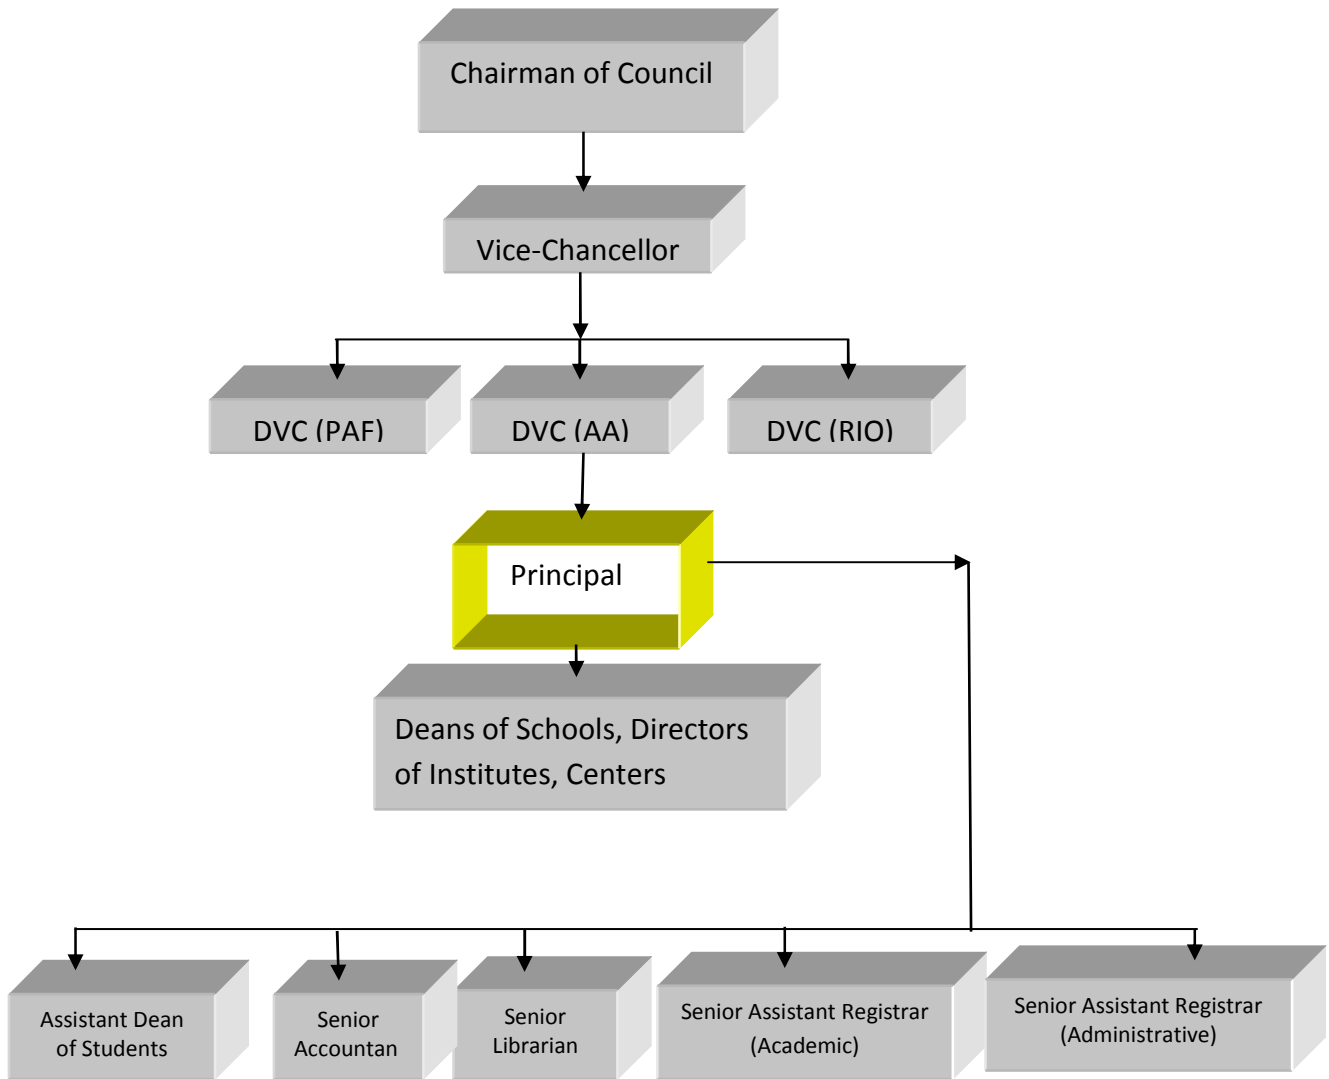 Chairman of Council
Vice-Chancellor
DVC (PAF)
DVC (AA)
DVC (RIO)
Principal
Deans of Schools, Directors
of Institutes, Centers
Assistant Dean
of Students
Senior
Accountan
Senior
Librarian
Senior Assistant Registrar
(Academic)
Senior Assistant Registrar
(Administrative)